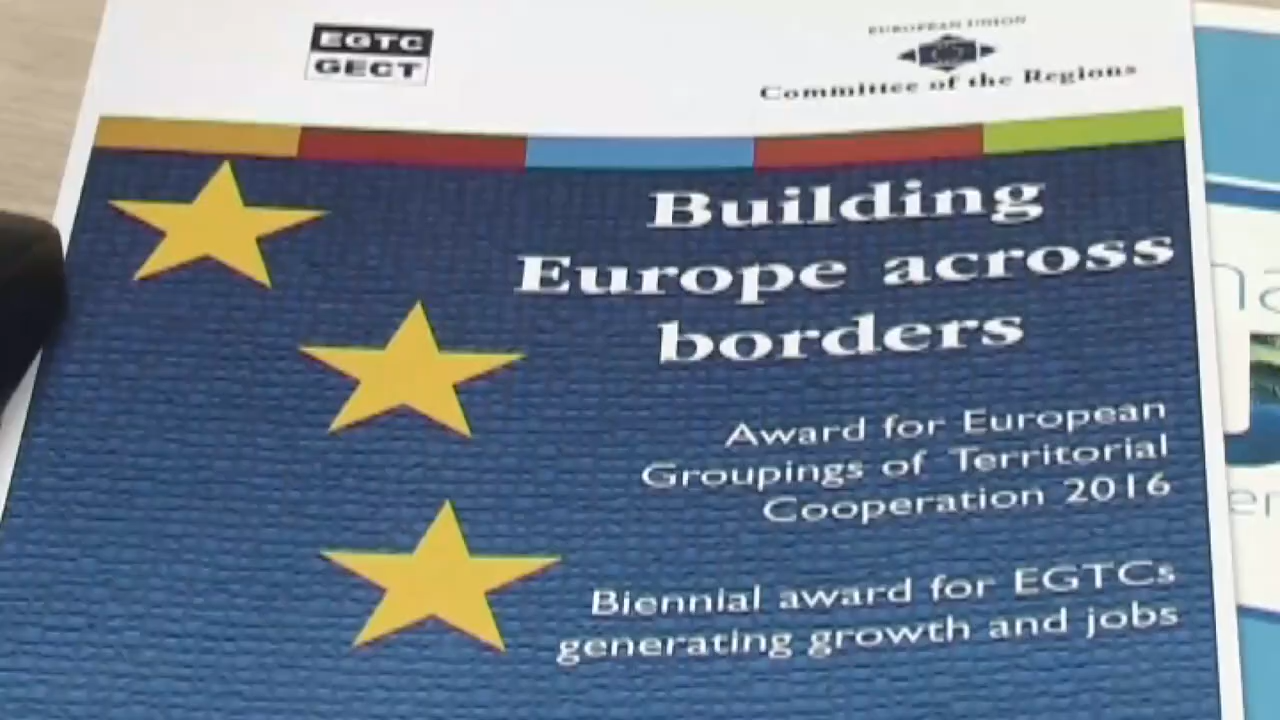 EGTC
GECT
EUROPEAN UNION
Committee of the Regions
Building
Europe across
borders
Award for European
Groupings of Territorial
Cooperation 2016
Biennial award for EGTCs
generating growth and jobs